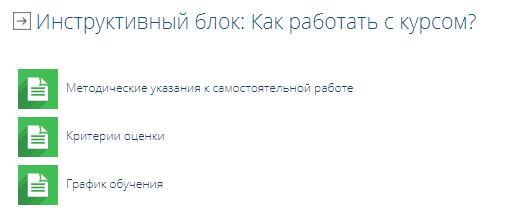 Инструктивный блок: Как работать с курсом?
Методические указания к самостоятельной работе
Критерии оценки
График обучения